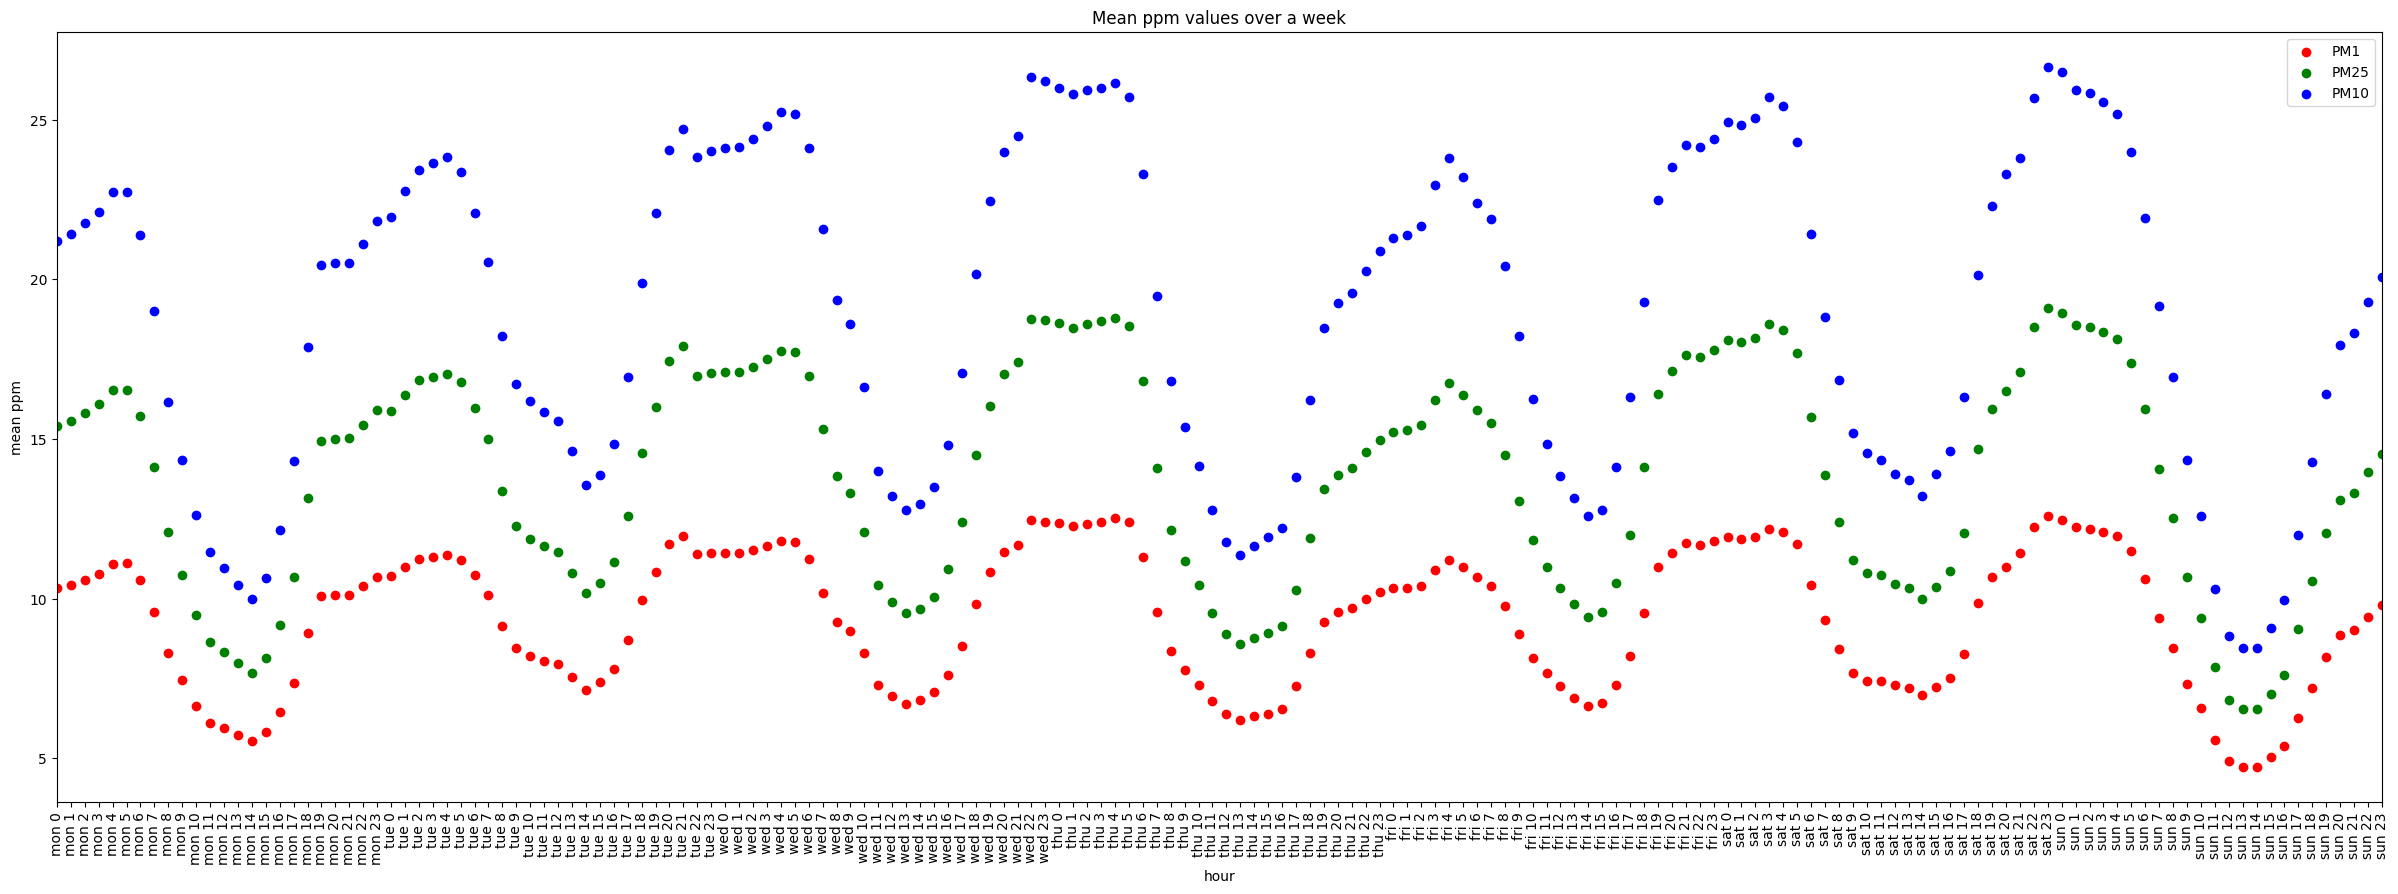 Mean ppm values over a week
PM1
PM25
PM10
25
20
15
10
5
mean ppm
mon 0
mon 1
mon 2
mon 3
mon 4
mon 5
mon 6
mon 7
mon 8
mon 9
mon 10
mon 11
mon 12
mon 13
mon 14
mon 15
mon 16
mon 17
mon 18
mon 19
mon 20
mon 21
mon 22
mon 23
tue 0
tue 1
tue 2
tue 3
tue 4
tue 5
tue 6
tue 7
tue 8
tue 9
tue 10
tue 11
tue 12
tue 13
tue 14
tue 15
tue 16
tue 17
tue 18
tue 19
tue 20
tue 21
tue 22
tue 23
wed 0
wed 1
wed 2
wed 3
wed 4
wed 5
wed 6
wed 7
wed 8
wed 9
wed 10
wed 11
wed 12
wed 13
wed 14
wed 15
wed 16
wed 17
wed 18
wed 19
wed 20
wed 21
wed 22
wed 23
thu 0
thu 1
thu 2
thu 3
thu 4
thu 5
thu 6
thu 7
thu 8
thu 9
thu 10
thu 11
thu 12
thu 13
thu 14
thu 15
thu 16
thu 17
thu 18
thu 19
thu 20
thu 21
thu 22
thu 23
fri 0
fri 1
fri 2
fri 3
fri 4
fri 5
fri 6
fri 7
fri 8
fri 9
fri 10
fri 11
fri 12
fri 13
fri 14
fri 15
fri 16
fri 17
fri 18
fri 19
fri 20
fri 21
fri 22
fri 23
sat 0
sat 1
sat 2
sat 3
sat 4
sat 5
sat 6
sat 7
sat 8
sat 9
sat 10
sat 11
sat 12
sat 13
sat 14
sat 15
sat 16
sat 17
sat 18
sat 19
sat 20
sat 21
sat 22
sat 23
sun 0
sun 1
sun 2
sun 3
sun 4
sun 5
sun 6
sun 7
sun 8
sun 9
sun 10
sun 11
sun 12
sun 13
sun 14
sun 15
sun 16
sun 17
sun 18
sun 19
sun 20
sun 21
sun 22
sun 23
hour